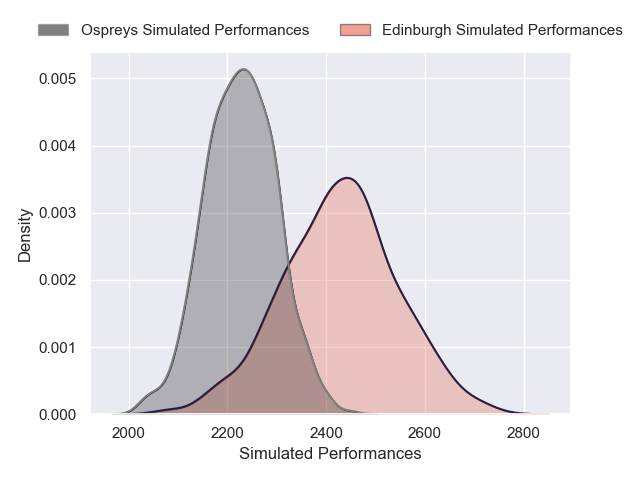 Ospreys Simulated Performances
Edinburgh Simulated Performances
0.005
0.004
0.003
0.002
0.001
0.000
Density
2000
2200
2400
2600
2800
Simulated Performances